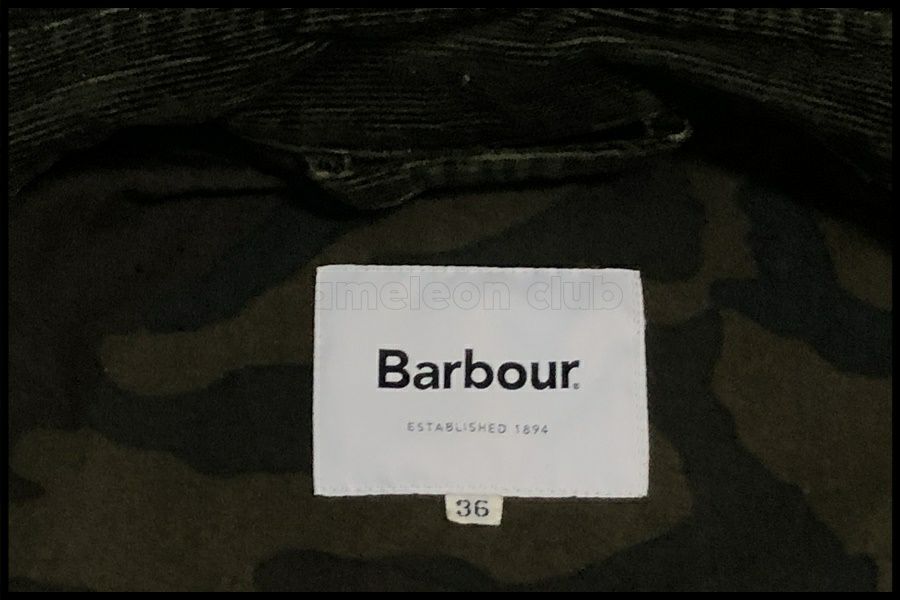 ameleon club
Barbour
ESTABLISHED 1894
36